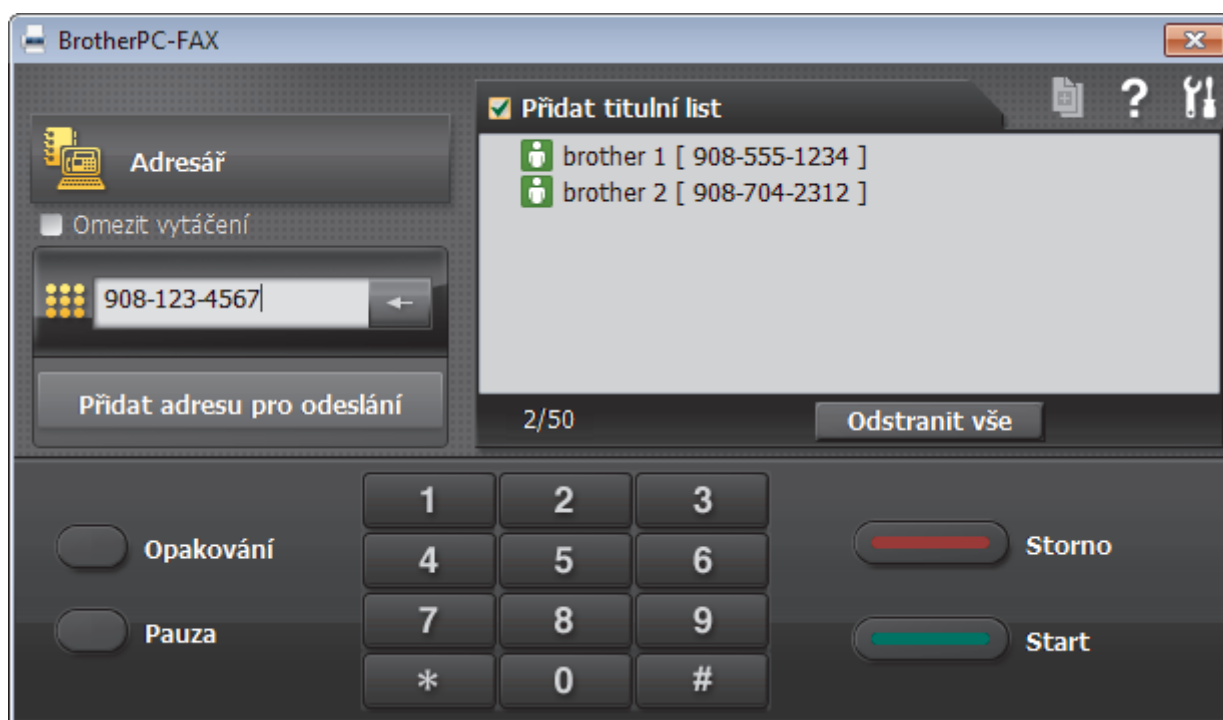 BrotherPC-FAX
Adresář
Omezit vytáčení
908-123-4567
Přidat adresu pro odeslání
Přidat titulní list
?
brother 1 [ 908-555-1234 ]
brother 2 [ 908-704-2312 ]
2/50
Odstranit vše
Opakování
Pauza
1 2 3
4 5 6
7 8 9
* 0 #
Storno
Start